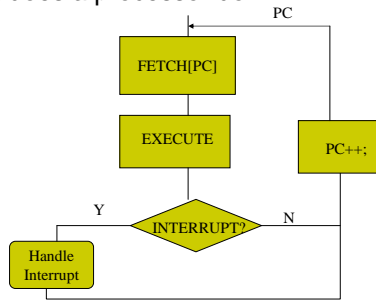 PC
FETCH[PC]
EXECUTE
PC++;
Y
INTERRUPT?
N
Handle
Interrupt